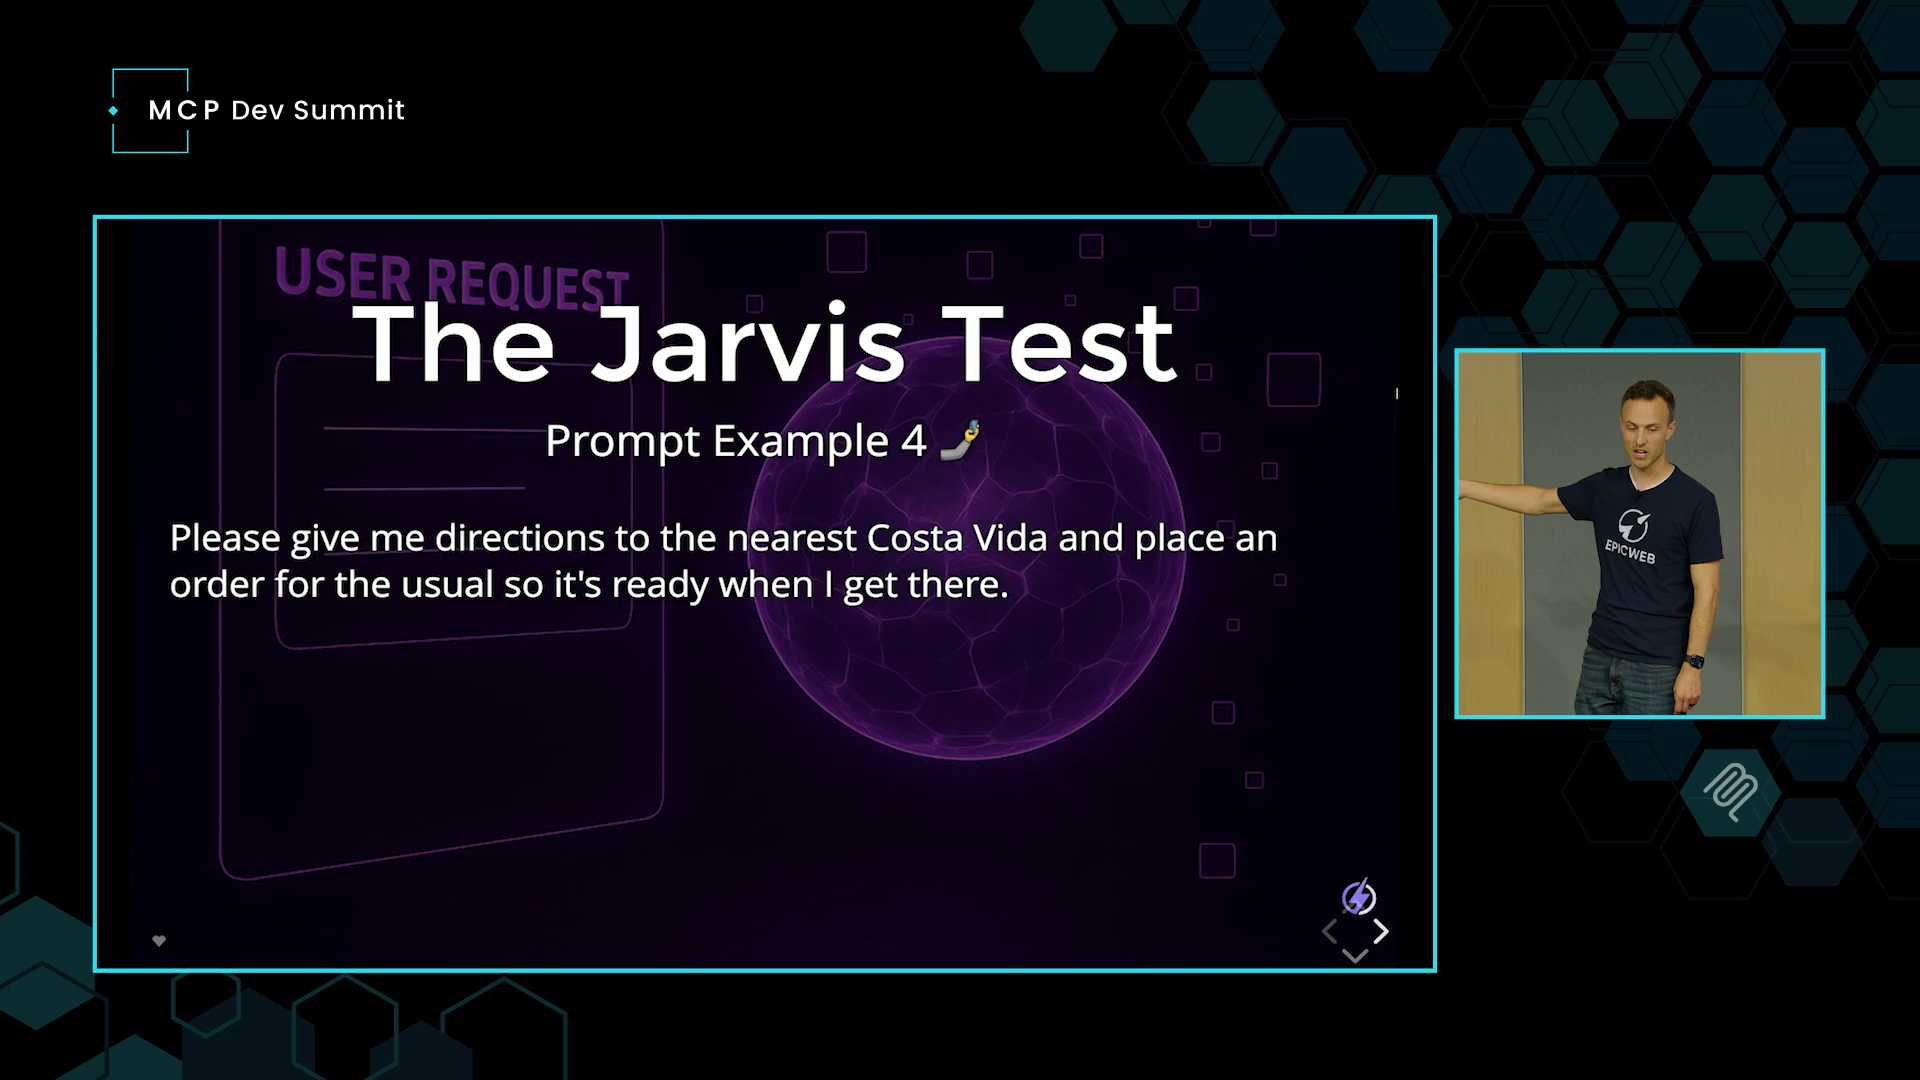 MCP Dev Summit
USER REQUEST
The Jarvis Test
Prompt Example 4 🤳
Please give me directions to the nearest Costa Vida and place an
order for the usual so it's ready when I get there.
EPICWEB